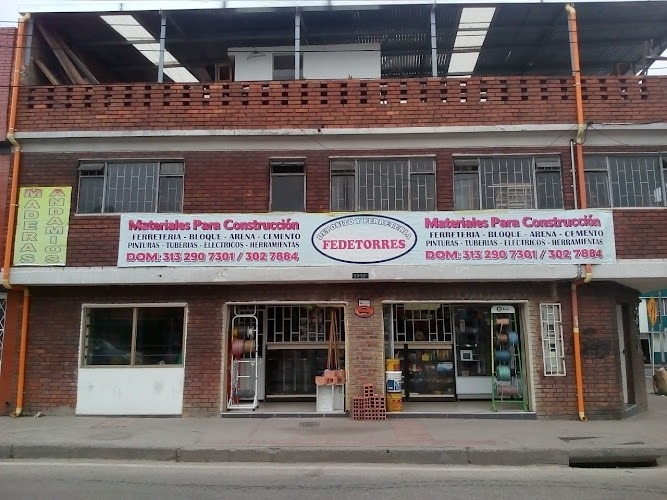 MADERAS
ANDAMIOS
Materiales Para Construcción
FERRETERIA - BLOQUE - ARENA - CEMENTO
PINTURAS - TUBERIAS - ELECTRICOS - HERRAMIENTAS
DOM: 313 290 7301 / 302 7884
DEPOSITO Y FERRETERIA
FEDETORRES
Materiales Para Construcción
FERRETERIA - BLOQUE - ARENA - CEMENTO
PINTURAS - TUBERIAS - ELECTRICOS - HERRAMIENTAS
DOM: 313 290 7301 / 302 7884